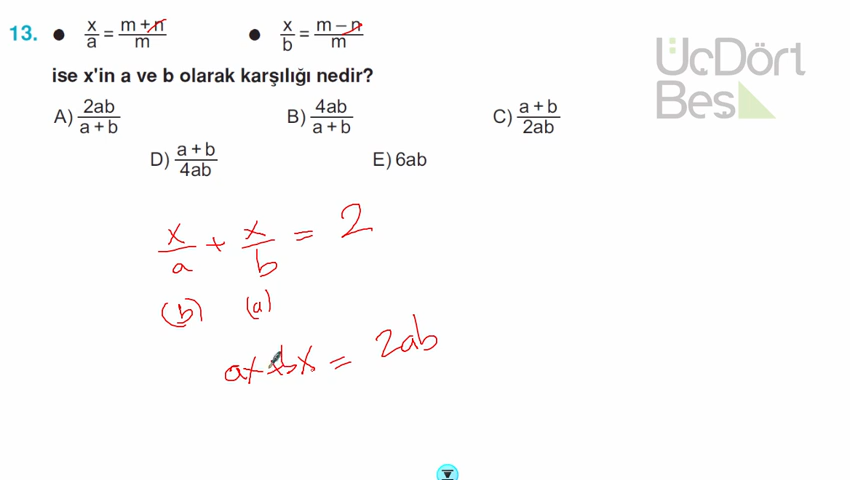 13. ● x/a = m + n/m ● x/b = m − n/m
ise x'in a ve b olarak karşılığı nedir?
A) 2ab/a + b B) 4ab/a + b C) a + b/2ab
D) a + b/4ab E) 6ab
ÜçDört
Beş
x/a + x/b = 2
(b) (a)
ax + bx = 2ab